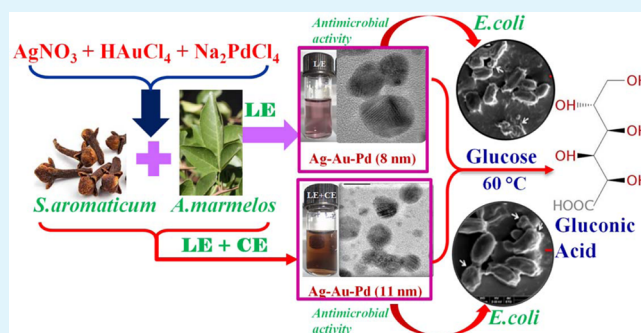 AgNO₃ + HAuCl₄ + Na₂PdCl₄
S.aromaticum
A.marmelos
LE
LE + CE
Antimicrobial
activity
LE
Ag-Au-Pd (8 nm)
LE+CE
Ag-Au-Pd (11 nm)
Antimicrobial
activity
E.coli
Glucose
60 °C
E.coli
OH
OH
OH
OH
OH
HOOC
Gluconic
Acid